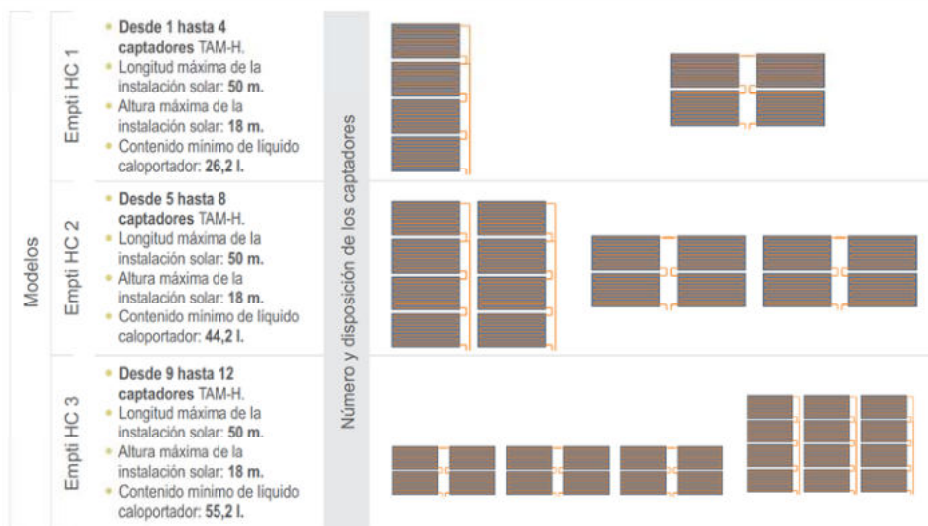 Modelos
Empti HC 1
• Desde 1 hasta 4
captadores TAM-H.
• Longitud máxima de la
instalación solar: 50 m.
• Altura máxima de la
instalación solar: 18 m.
• Contenido mínimo de líquido
caloportador: 26,2 l.
Empti HC 2
• Desde 5 hasta 8
captadores TAM-H.
• Longitud máxima de la
instalación solar: 50 m.
• Altura máxima de la
instalación solar: 18 m.
• Contenido mínimo de líquido
caloportador: 44,2 l.
Empti HC 3
• Desde 9 hasta 12
captadores TAM-H.
• Longitud máxima de la
instalación solar: 50 m.
• Altura máxima de la
instalación solar: 18 m.
• Contenido mínimo de líquido
caloportador: 55,2 l.
Número y disposición de los captadores